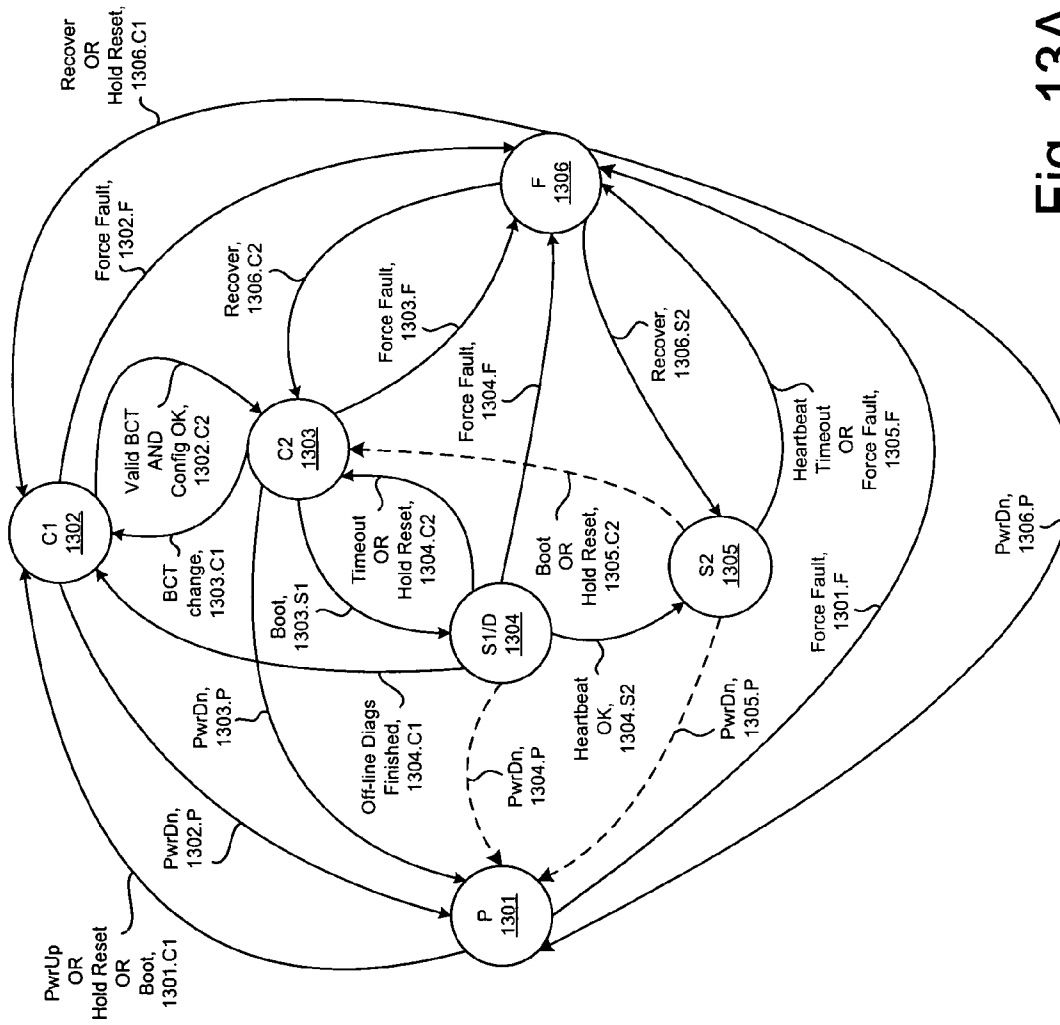 PwrUp
OR
Hold Reset
OR
Boot,
1301.C1
PwrDn,
1302.P
PwrDn,
1303.P
Off-line Diags
Finished,
1304.C1
BCT
change,
1303.C1
C1
1302
Valid BCT
AND
Config OK,
1302.C2
Force Fault,
1302.F
Recover
OR
Hold Reset,
1306.C1
Boot,
1303.S1
Timeout
OR
Hold Reset,
1304.C2
C2
1303
Recover,
1306.C2
Force Fault,
1303.F
P
1301
PwrDn,
1304.P
S1/D
1304
Boot
OR
Hold Reset,
1305.C2
Force Fault,
1304.F
F
1306
Heartbeat
OK,
1304.S2
S2
1305
Recover,
1306.S2
PwrDn,
1305.P
Heartbeat
Timeout
OR
Force Fault,
1305.F
Force Fault,
1301.F
PwrDn,
1306.P
Fig. 13A